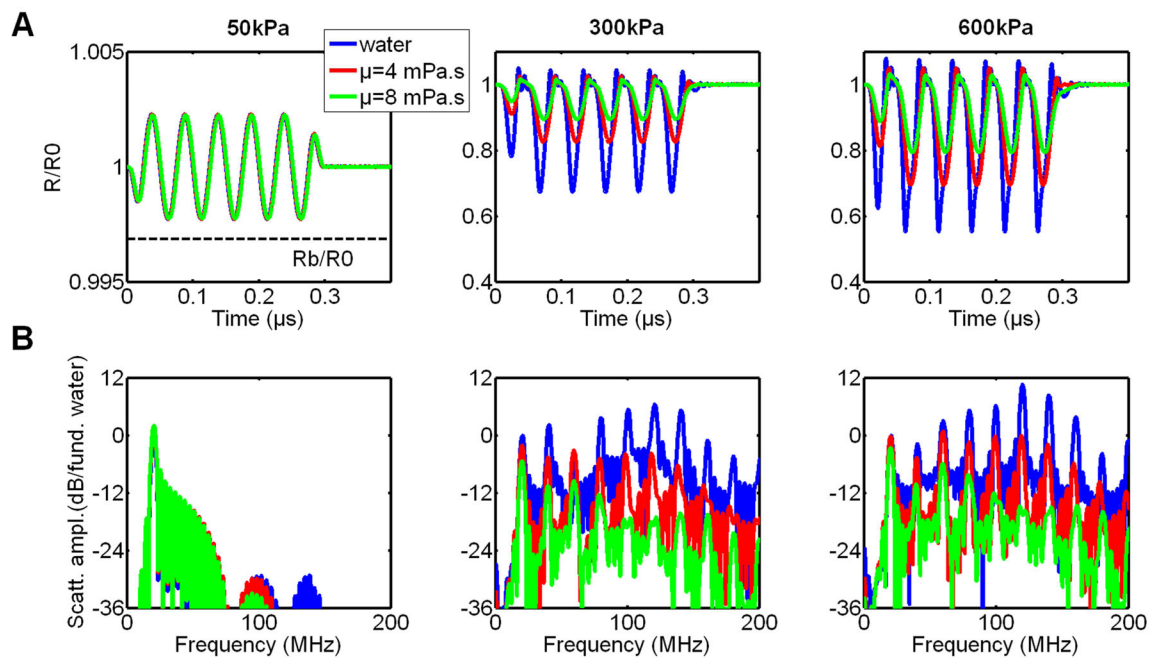 A
50kPa
300kPa
600kPa
water
µ=4 mPa.s
µ=8 mPa.s
R/R0
1.005
1
0.995
Rb/R0
0 0.1 0.2 0.3
Time (µs)
1
0.8
0.6
0.4
0 0.1 0.2 0.3
Time (µs)
1
0.8
0.6
0.4
0 0.1 0.2 0.3
Time (µs)
B
Scatt. ampl.(dB/fund. water)
12
0
-12
-24
-36
0 100 200
Frequency (MHz)
12
0
-12
-24
-36
0 100 200
Frequency (MHz)
12
0
-12
-24
-36
0 100 200
Frequency (MHz)